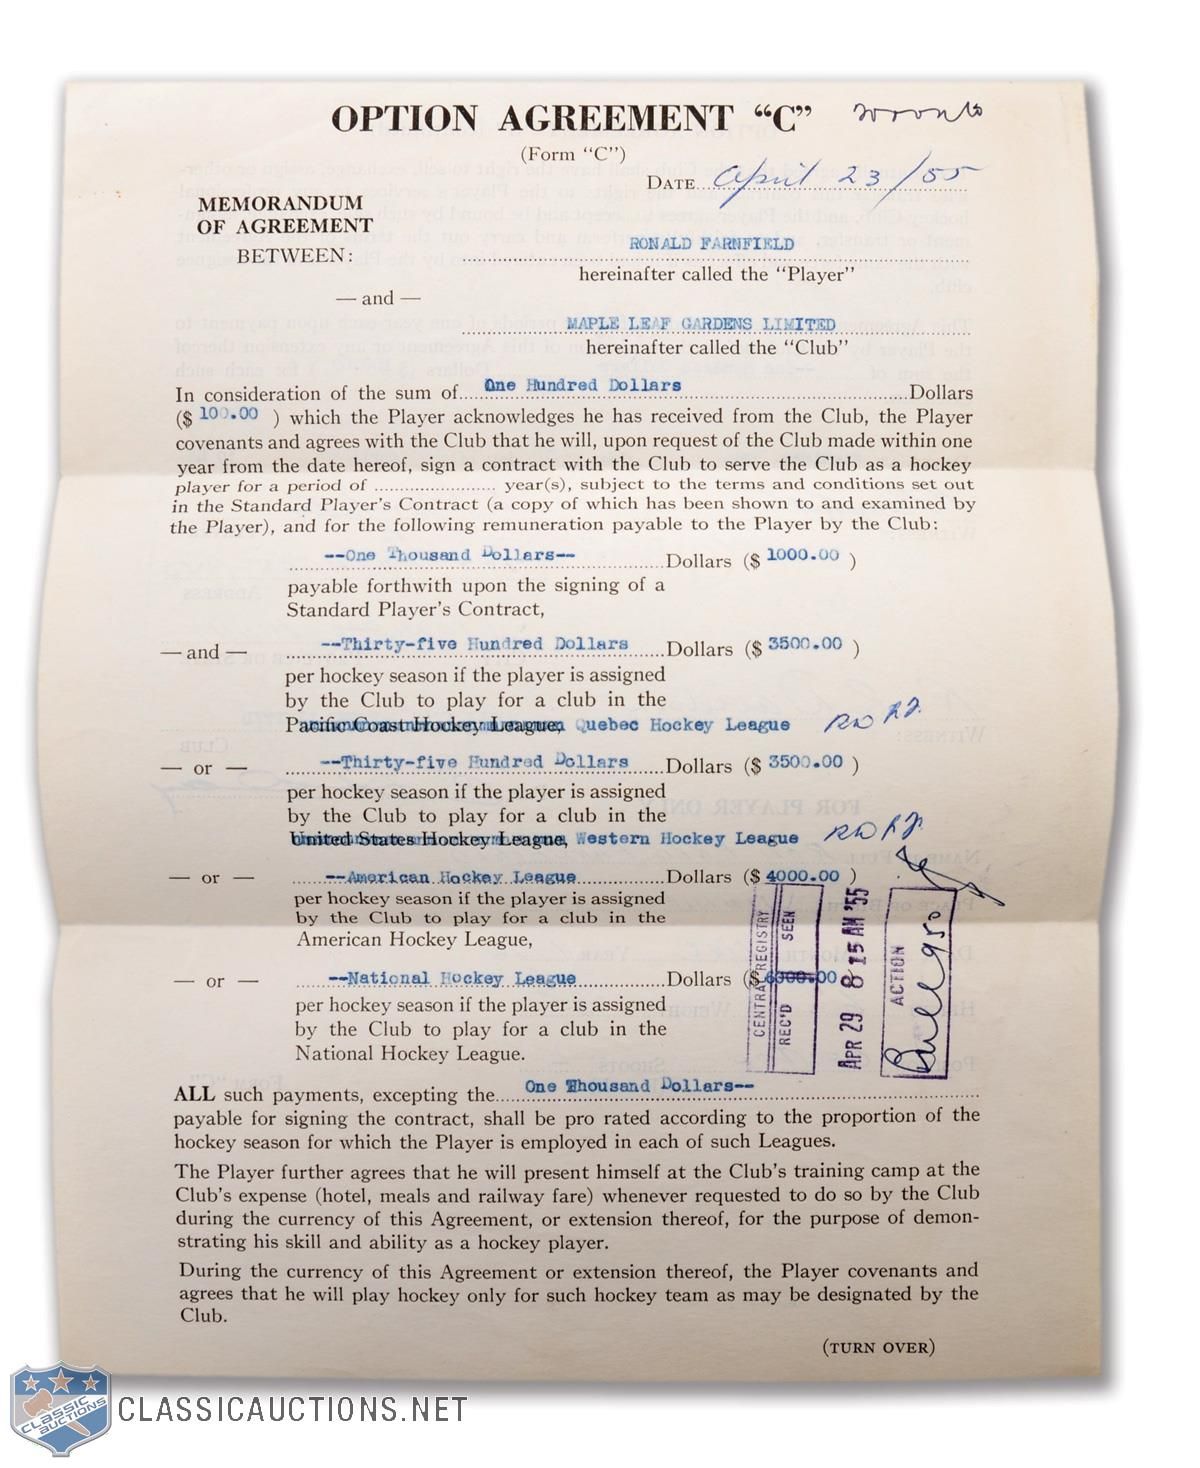 OPTION AGREEMENT “C” Toronto
(Form “C”)
DATE April 23/55
MEMORANDUM
OF AGREEMENT
BETWEEN: RONALD FARNFIELD
hereinafter called the "Player"
— and —
MAPLE LEAF GARDENS LIMITED
hereinafter called the "Club"
In consideration of the sum of One Hundred Dollars Dollars
($ 100.00 ) which the Player acknowledges he has received from the Club, the Player
covenants and agrees with the Club that he will, upon request of the Club made within one
year from the date hereof, sign a contract with the Club to serve the Club as a hockey
player for a period of ........................ year(s), subject to the terms and conditions set out
in the Standard Player's Contract (a copy of which has been shown to and examined by
the Player), and for the following remuneration payable to the Player by the Club:
--One Thousand Dollars-- Dollars ($ 1000.00 )
payable forthwith upon the signing of a
Standard Player's Contract,
— and — --Thirty-five Hundred Dollars Dollars ($ 3500.00 )
per hockey season if the player is assigned
by the Club to play for a club in the
Pacific Coast Hockey League, Quebec Hockey League
— or — --Thirty-five Hundred Dollars Dollars ($ 3500.00 )
per hockey season if the player is assigned
by the Club to play for a club in the
United States Hockey League, Western Hockey League
— or — --American Hockey League Dollars ($ 4000.00 )
per hockey season if the player is assigned
by the Club to play for a club in the
American Hockey League,
— or — --National Hockey League Dollars ($ 6000.00
per hockey season if the player is assigned
by the Club to play for a club in the
National Hockey League.
CENTRAL REGISTRY
REC'D SEEN
APR 29 8 15 AM '55
ACTION
ALL such payments, excepting the One Thousand Dollars--
payable for signing the contract, shall be pro rated according to the proportion of the
hockey season for which the Player is employed in each of such Leagues.
The Player further agrees that he will present himself at the Club's training camp at the
Club's expense (hotel, meals and railway fare) whenever requested to do so by the Club
during the currency of this Agreement, or extension thereof, for the purpose of demon-
strating his skill and ability as a hockey player.
During the currency of this Agreement or extension thereof, the Player covenants and
agrees that he will play hockey only for such hockey team as may be designated by the
Club.
(TURN OVER)
CLASSIC
AUCTIONS
CLASSICAUCTIONS.NET